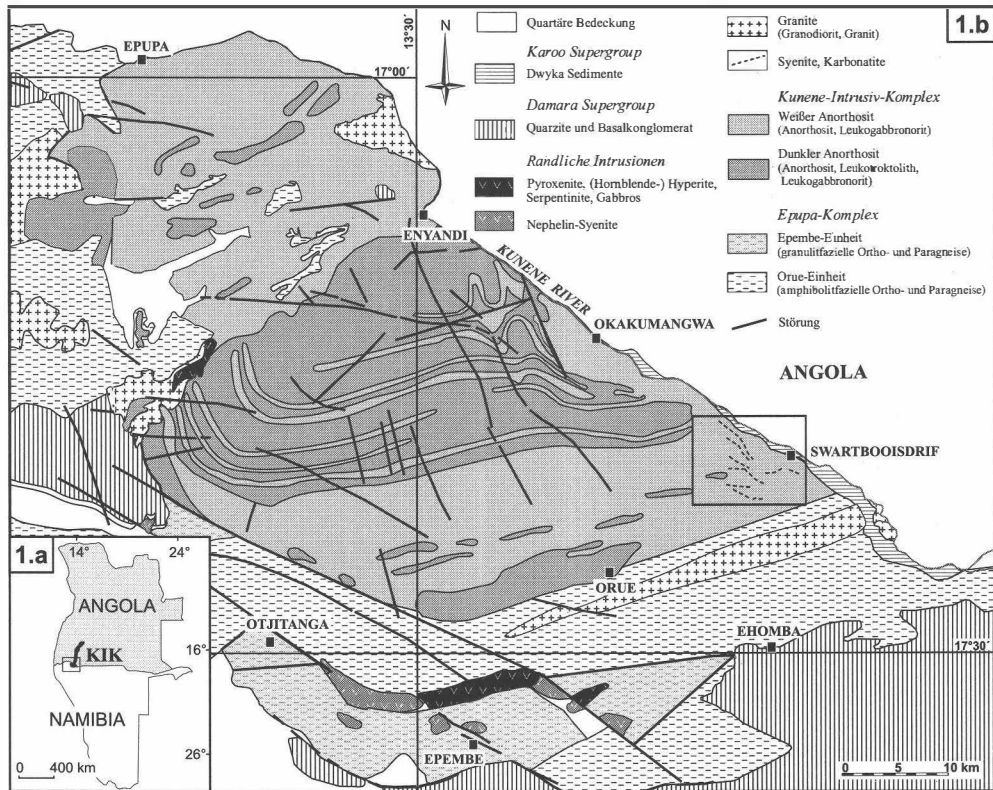 1.b
N
13°30'
17°00'
17°30'
Quartäre Bedeckung
Karoo Supergroup
Dwyka Sedimente
Damara Supergroup
Quarzite und Basalkonglomerat
Randliche Intrusionen
Pyroxenite, (Hornblende-) Hyperite,
Serpentinite, Gabbros
Nephelin-Syenite
Granite
(Granodiorit, Granit)
Syenite, Karbonatite
Kunene-Intrusiv-Komplex
Weißer Anorthosit
(Anorthosit, Leukogabbronorit)
Dunkler Anorthosit
(Anorthosit, Leukotroktolith,
Leukogabbronorit)
Epupa-Komplex
Epembe-Einheit
(granulitfazielle Ortho- und Paragneise)
Orue-Einheit
(amphibolitfazielle Ortho- und Paragneise)
Störung
EPUPA
ENYANDI
KUNENE RIVER
OKAKUMANGWA
ANGOLA
SWARTBOOISDRIF
ORUE
OTJITANGA
EHOMBA
EPEMBE
0 5 10 km
1.a
14° 24°
ANGOLA
16°
KIK
NAMIBIA
26°
0 400 km